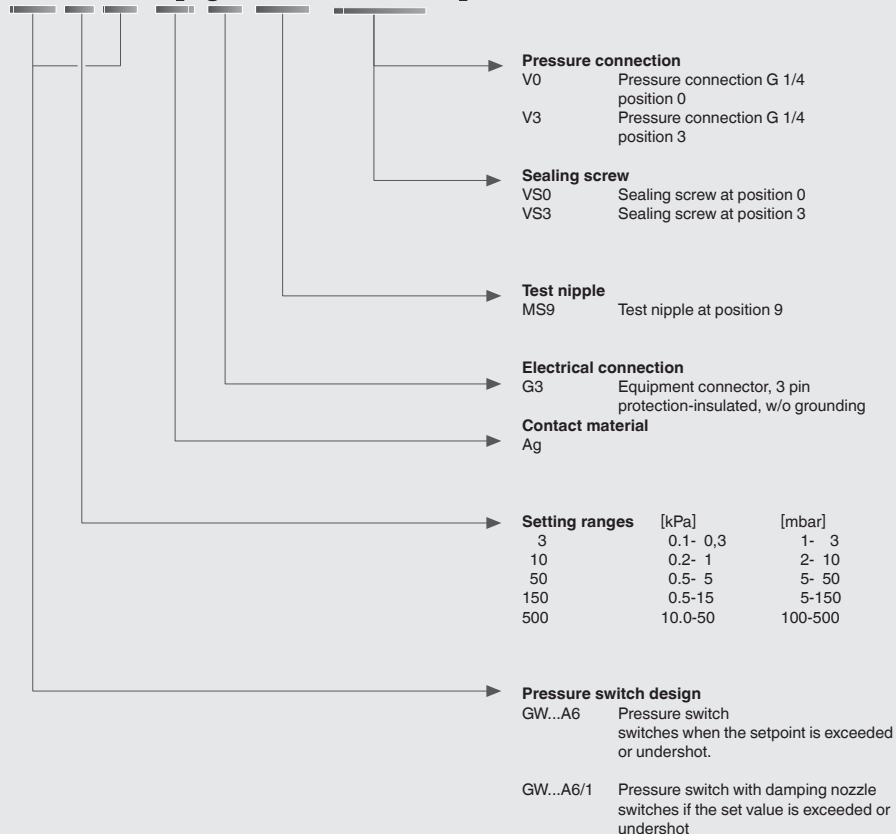 Pressure connection
V0 Pressure connection G 1/4
position 0
V3 Pressure connection G 1/4
position 3
Sealing screw
VS0 Sealing screw at position 0
VS3 Sealing screw at position 3
Test nipple
MS9 Test nipple at position 9
Electrical connection
G3 Equipment connector, 3 pin
protection-insulated, w/o grounding
Contact material
Ag
Setting ranges [kPa] [mbar]
3 0.1- 0,3 1- 3
10 0.2- 1 2- 10
50 0.5- 5 5- 50
150 0.5-15 5-150
500 10.0-50 100-500
Pressure switch design
GW...A6 Pressure switch
switches when the setpoint is exceeded
or undershot.
GW...A6/1 Pressure switch with damping nozzle
switches if the set value is exceeded or
undershot